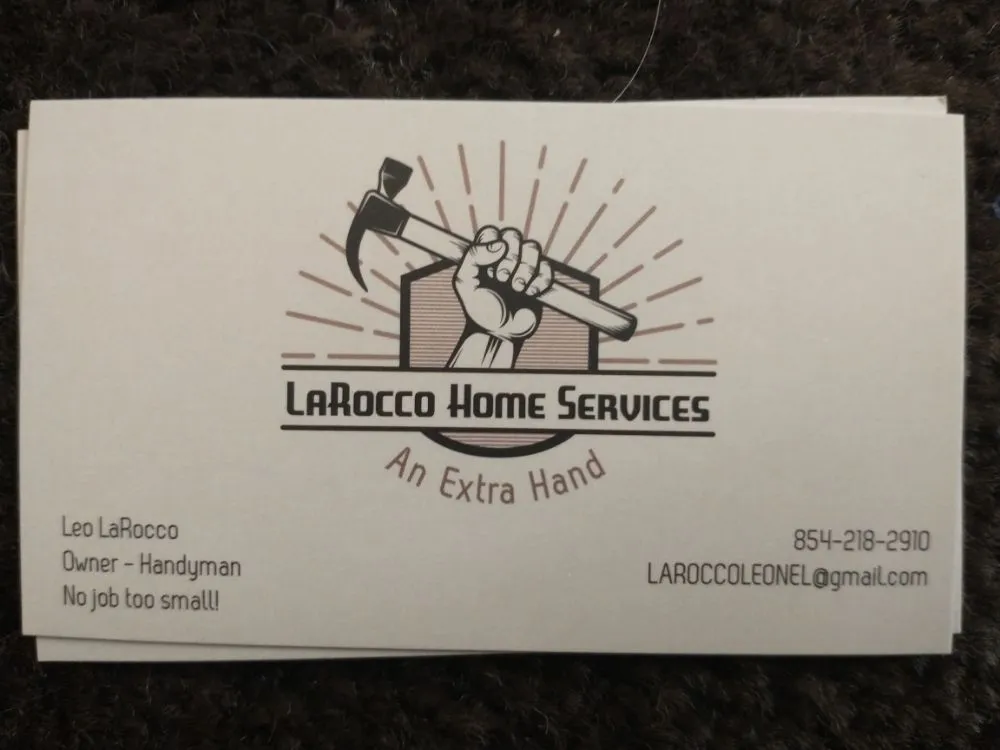 LaRocco Home Services
An Extra Hand
Leo LaRocco
Owner - Handyman
No job too small!
854-218-2910
LAROCCOLEONEL@gmail.com